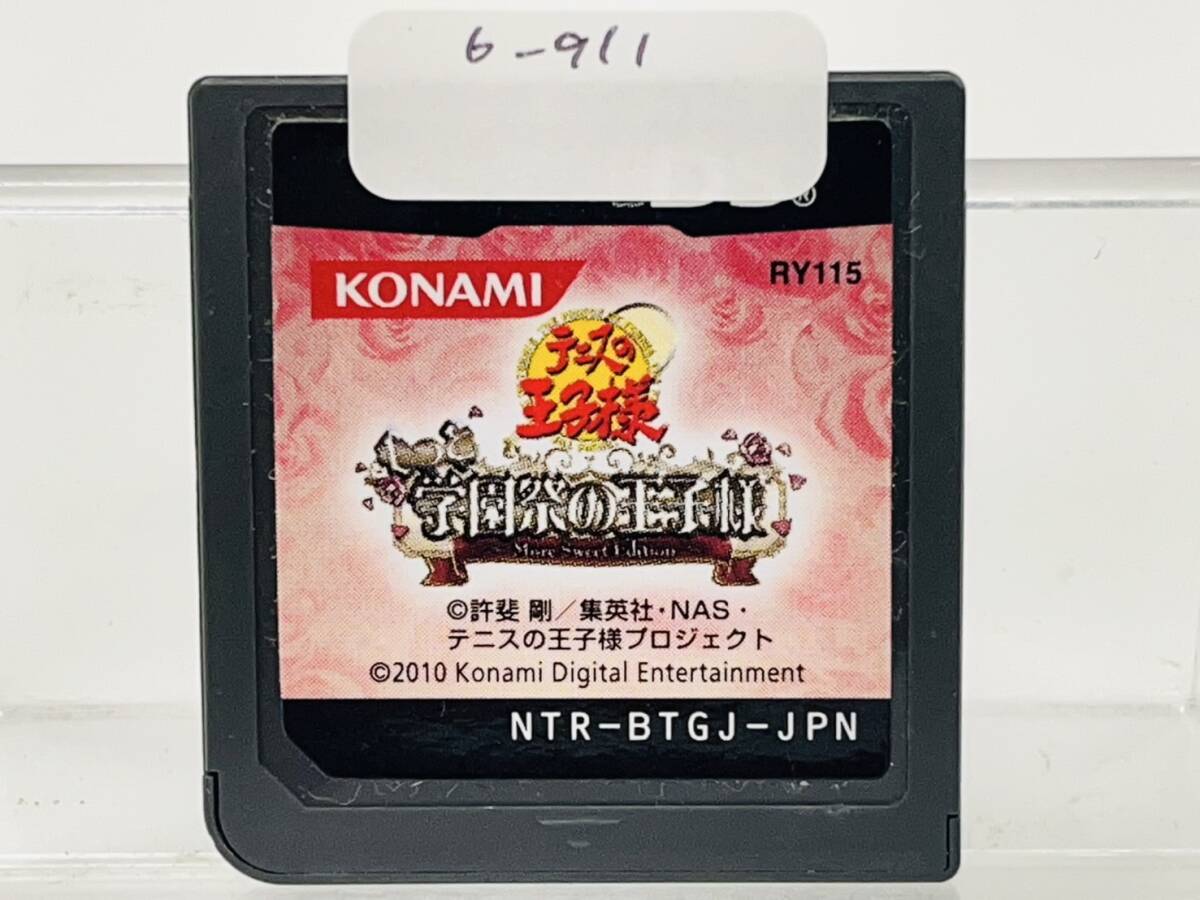 6-911
DS®
KONAMI
RY115
テニスの
王子様
学園祭の王子様
More Sweet Edition
©許斐 剛／集英社・NAS・
テニスの王子様プロジェクト
©2010 Konami Digital Entertainment
NTR-BTGJ-JPN